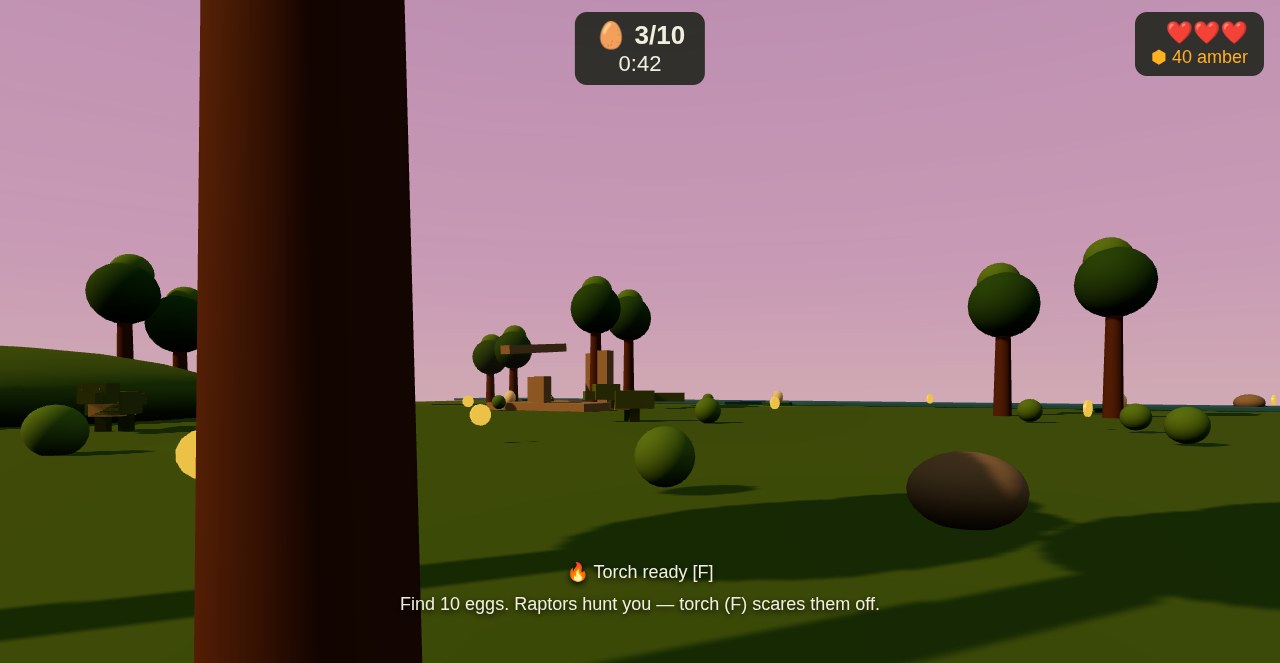 3/10
0:42
40 amber
Torch ready [F]
Find 10 eggs. Raptors hunt you — torch (F) scares them off.